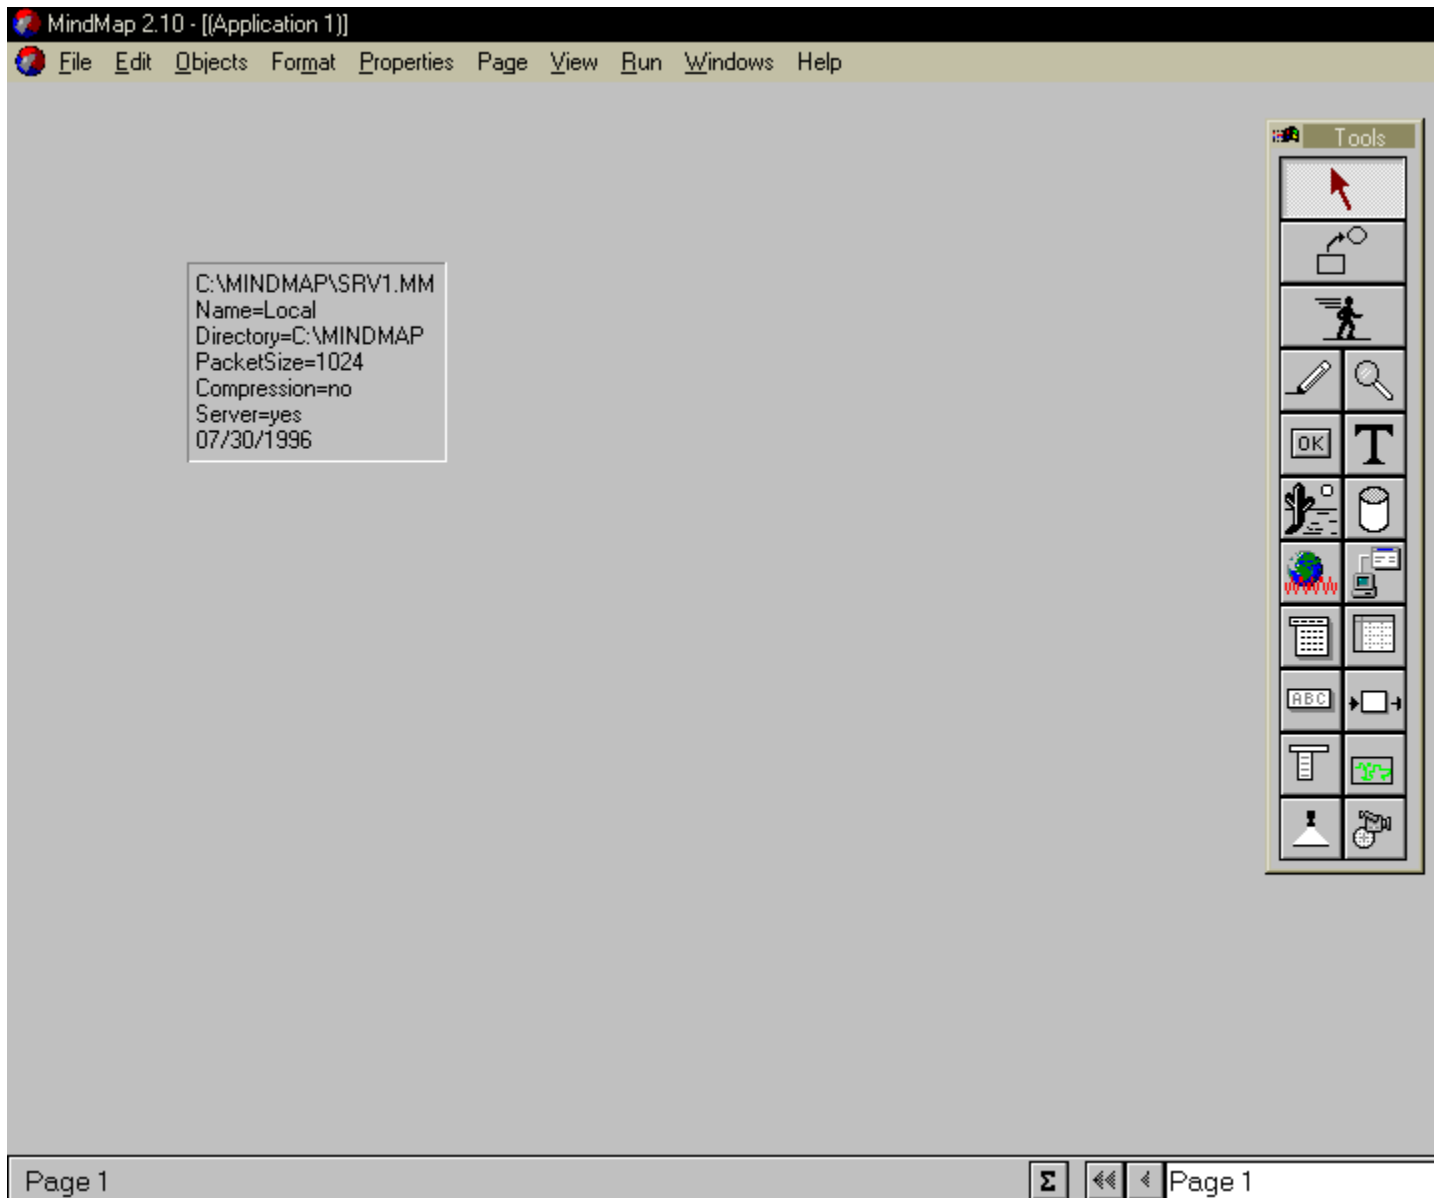 MindMap 2.10 - [(Application 1)]
File Edit Objects Format Properties Page View Run Windows Help
Tools
C:\MINDMAP\SRV1.MM
Name=Local
Directory=C:\MINDMAP
PacketSize=1024
Compression=no
Server=yes
07/30/1996
OK T
ABC
Page 1 Σ Page 1